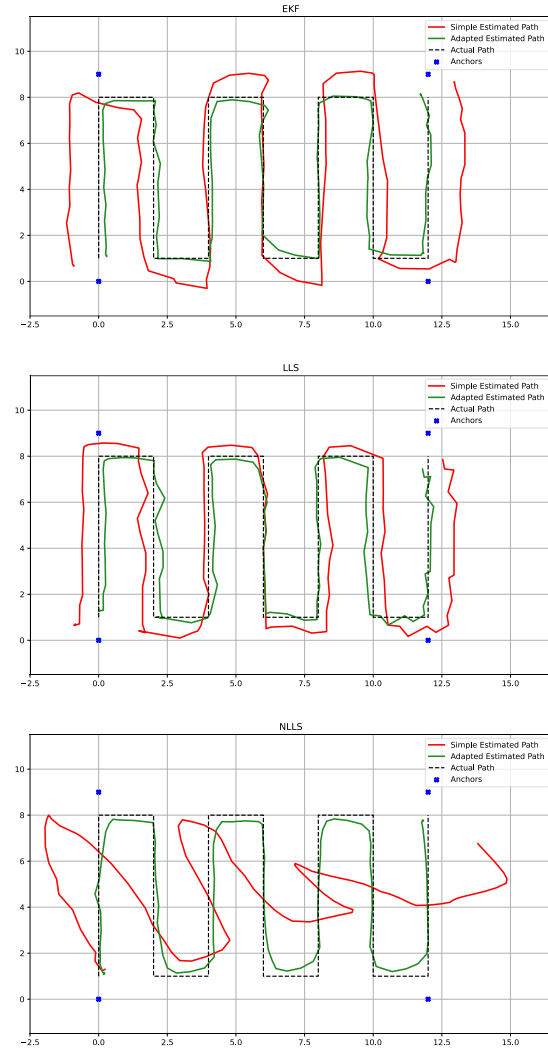 EKF
Simple Estimated Path
Adapted Estimated Path
Actual Path
Anchors
10
8
6
4
2
0
−2.5 0.0 2.5 5.0 7.5 10.0 12.5 15.0
LLS
Simple Estimated Path
Adapted Estimated Path
Actual Path
Anchors
10
8
6
4
2
0
−2.5 0.0 2.5 5.0 7.5 10.0 12.5 15.0
NLLS
Simple Estimated Path
Adapted Estimated Path
Actual Path
Anchors
10
8
6
4
2
0
−2.5 0.0 2.5 5.0 7.5 10.0 12.5 15.0